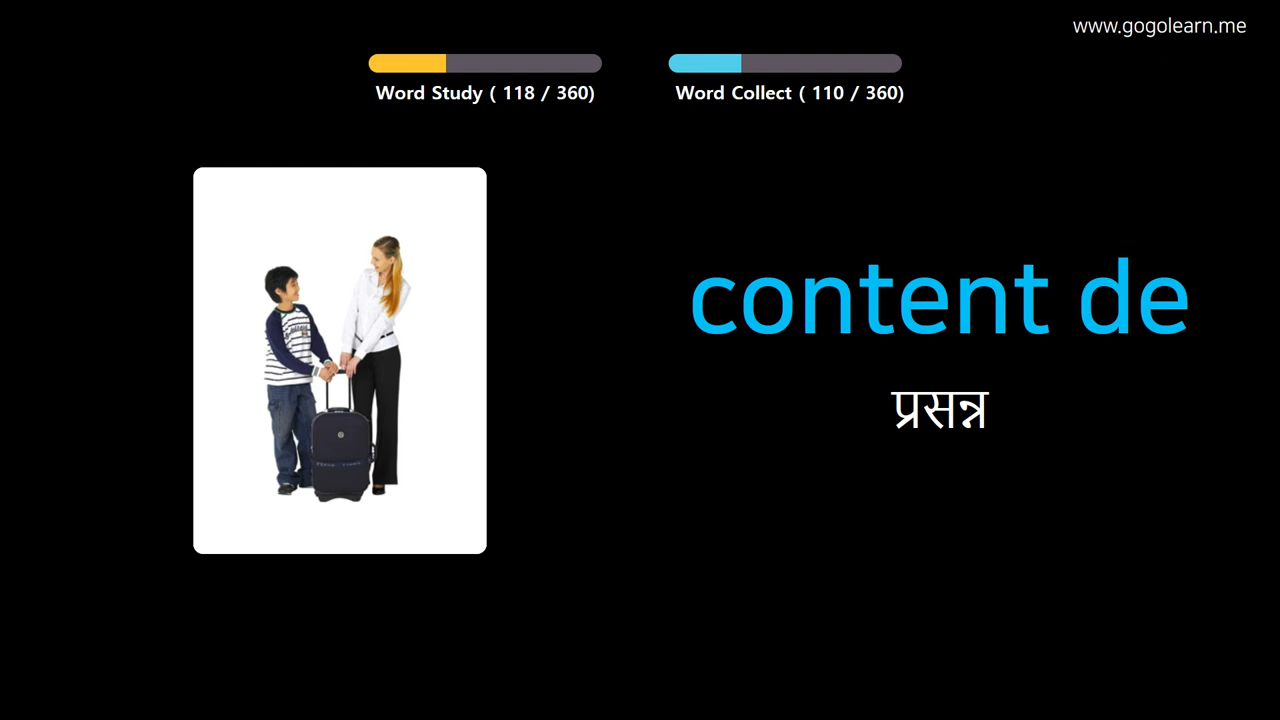 www.gogolearn.me
Word Study ( 118 / 360)
Word Collect ( 110 / 360)
content de
प्रसन्न